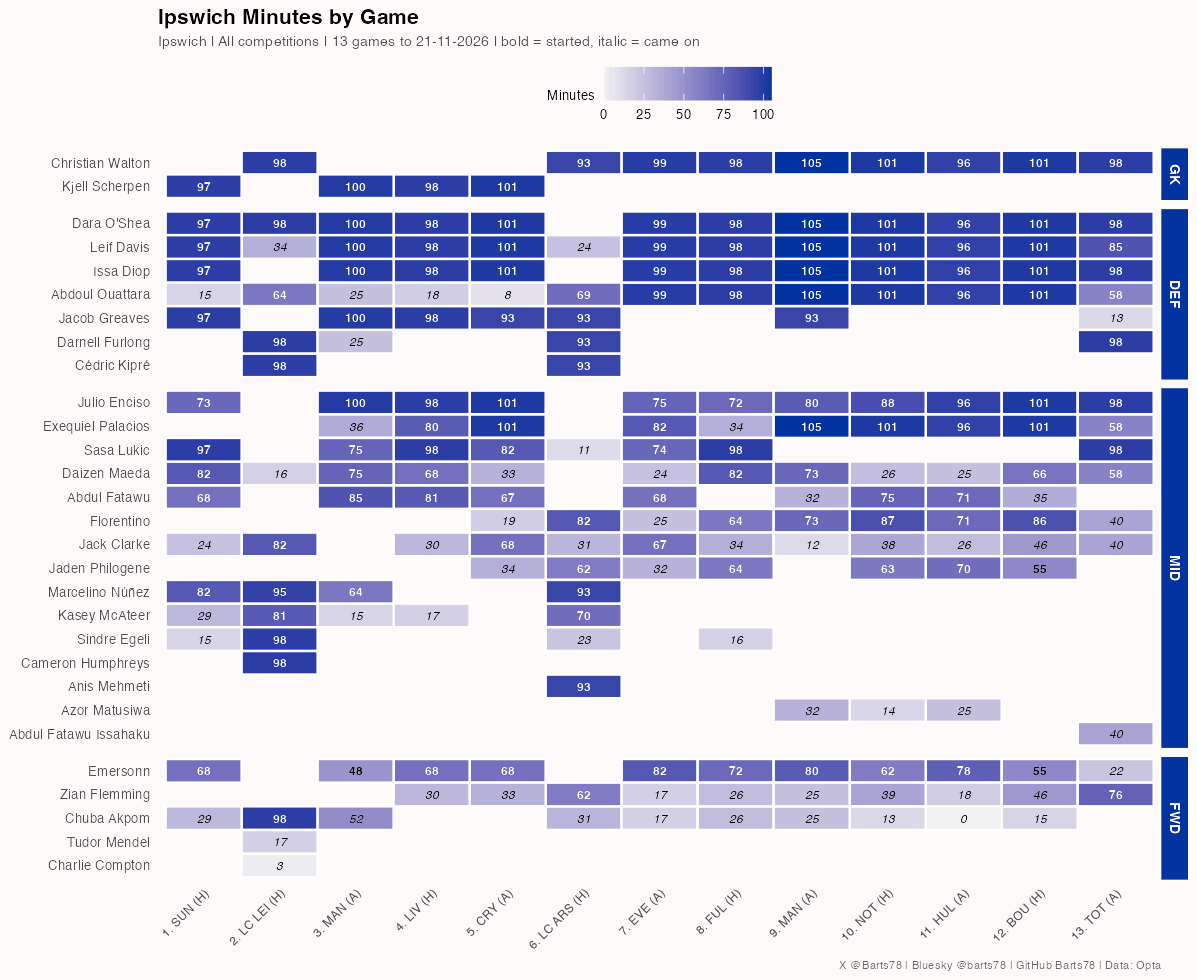 Ipswich Minutes by Game
Ipswich | All competitions | 13 games to 21-11-2026 | bold = started, italic = came on
Minutes
0 25 50 75 100
Christian Walton 98 93 99 98 105 101 96 101 98
Kjell Scherpen 97 100 98 101
GK
Dara O'Shea 97 98 100 98 101 99 98 105 101 96 101 98
Leif Davis 97 34 100 98 101 24 99 98 105 101 96 101 85
Issa Diop 97 100 98 101 99 98 105 101 96 101 98
Abdoul Ouattara 15 64 25 18 8 69 99 98 105 101 96 101 58
Jacob Greaves 97 100 98 93 93 93 13
Darnell Furlong 98 25 93 98
Cédric Kipré 98 93
DEF
Julio Enciso 73 100 98 101 75 72 80 88 96 101 98
Exequiel Palacios 36 80 101 82 34 105 101 96 101 58
Sasa Lukic 97 75 98 82 11 74 98 98
Daizen Maeda 82 16 75 68 33 24 82 73 26 25 66 58
Abdul Fatawu 68 85 81 67 68 32 75 71 35
Florentino 19 82 25 64 73 87 71 86 40
Jack Clarke 24 82 30 68 31 67 34 12 38 26 46 40
Jaden Philogene 34 62 32 64 63 70 55
Marcelino Núñez 82 95 64 93
Kasey McAteer 29 81 15 17 70
Sindre Egeli 15 98 23 16
Cameron Humphreys 98
Anis Mehmeti 93
Azor Matusiwa 32 14 25
Abdul Fatawu Issahaku 40
MID
Emersonn 68 48 68 68 82 72 80 62 78 55 22
Zian Flemming 30 33 62 17 26 25 39 18 46 76
Chuba Akpom 29 98 52 31 17 26 25 13 0 15
Tudor Mendel 17
Charlie Compton 3
FWD
1. SUN (H)
2. LC LEI (H)
3. MAN (A)
4. LIV (H)
5. CRY (A)
6. LC ARS (H)
7. EVE (A)
8. FUL (H)
9. MAN (A)
10. NOT (H)
11. HUL (A)
12. BOU (H)
13. TOT (A)
X @Barts78 | Bluesky @barts78 | GitHub Barts78 | Data: Opta